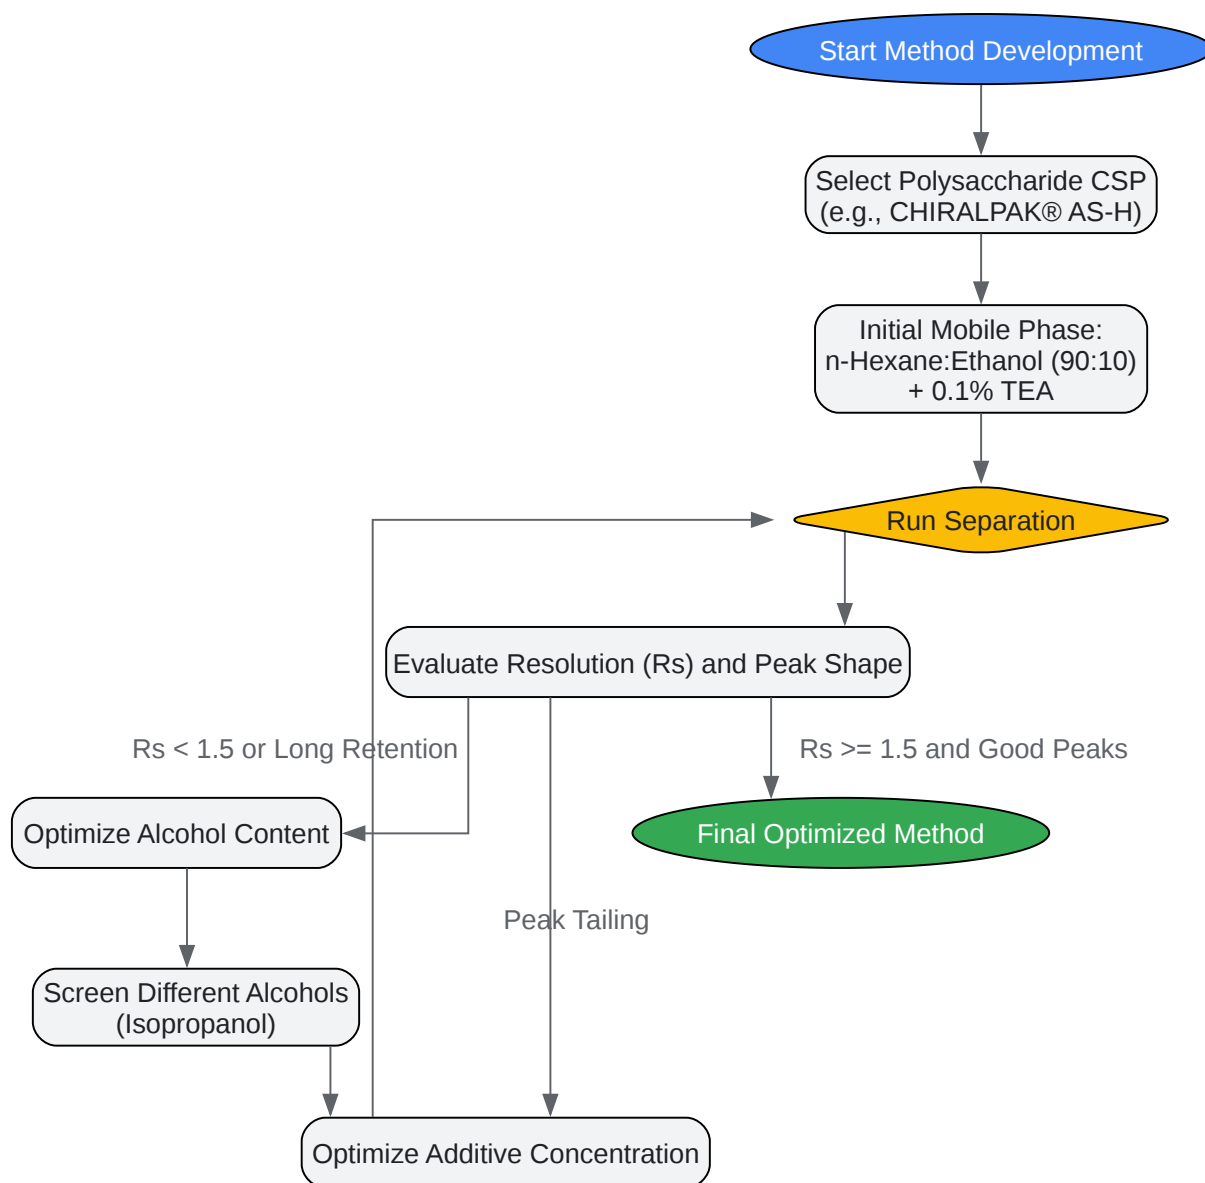 Start Method Development
Select Polysaccharide CSP
(e.g., CHIRALPAK® AS-H)
Initial Mobile Phase:
n-Hexane:Ethanol (90:10)
+ 0.1% TEA
Run Separation
Evaluate Resolution (Rs) and Peak Shape
Rs < 1.5 or Long Retention
Rs >= 1.5 and Good Peaks
Optimize Alcohol Content
Final Optimized Method
Peak Tailing
Screen Different Alcohols
(Isopropanol)
Optimize Additive Concentration